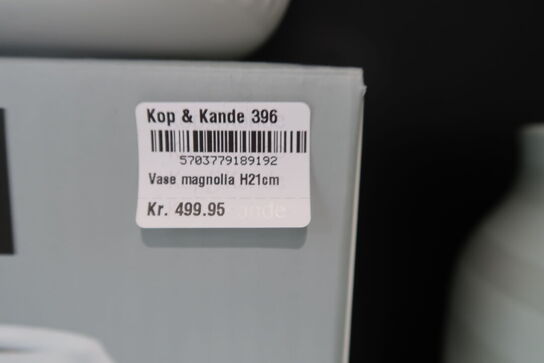 Kop & Kande 396
5703779189192
Vase magnolia H21cm
Kr. 499.95